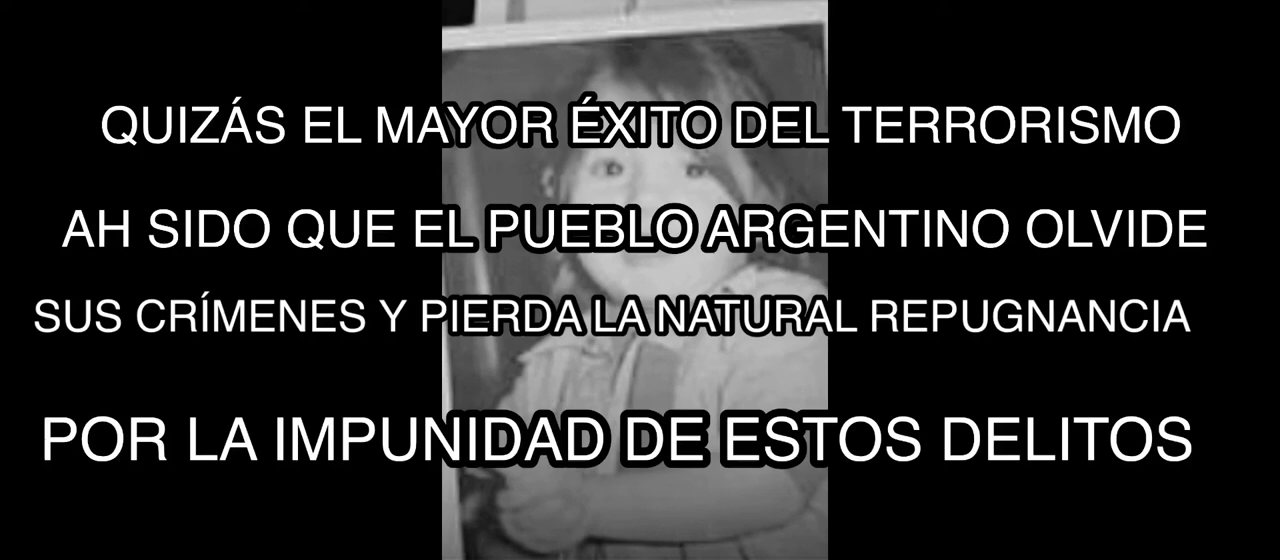 QUIZÁS EL MAYOR ÉXITO DEL TERRORISMO
AH SIDO QUE EL PUEBLO ARGENTINO OLVIDE
SUS CRÍMENES Y PIERDA LA NATURAL REPUGNANCIA
POR LA IMPUNIDAD DE ESTOS DELITOS